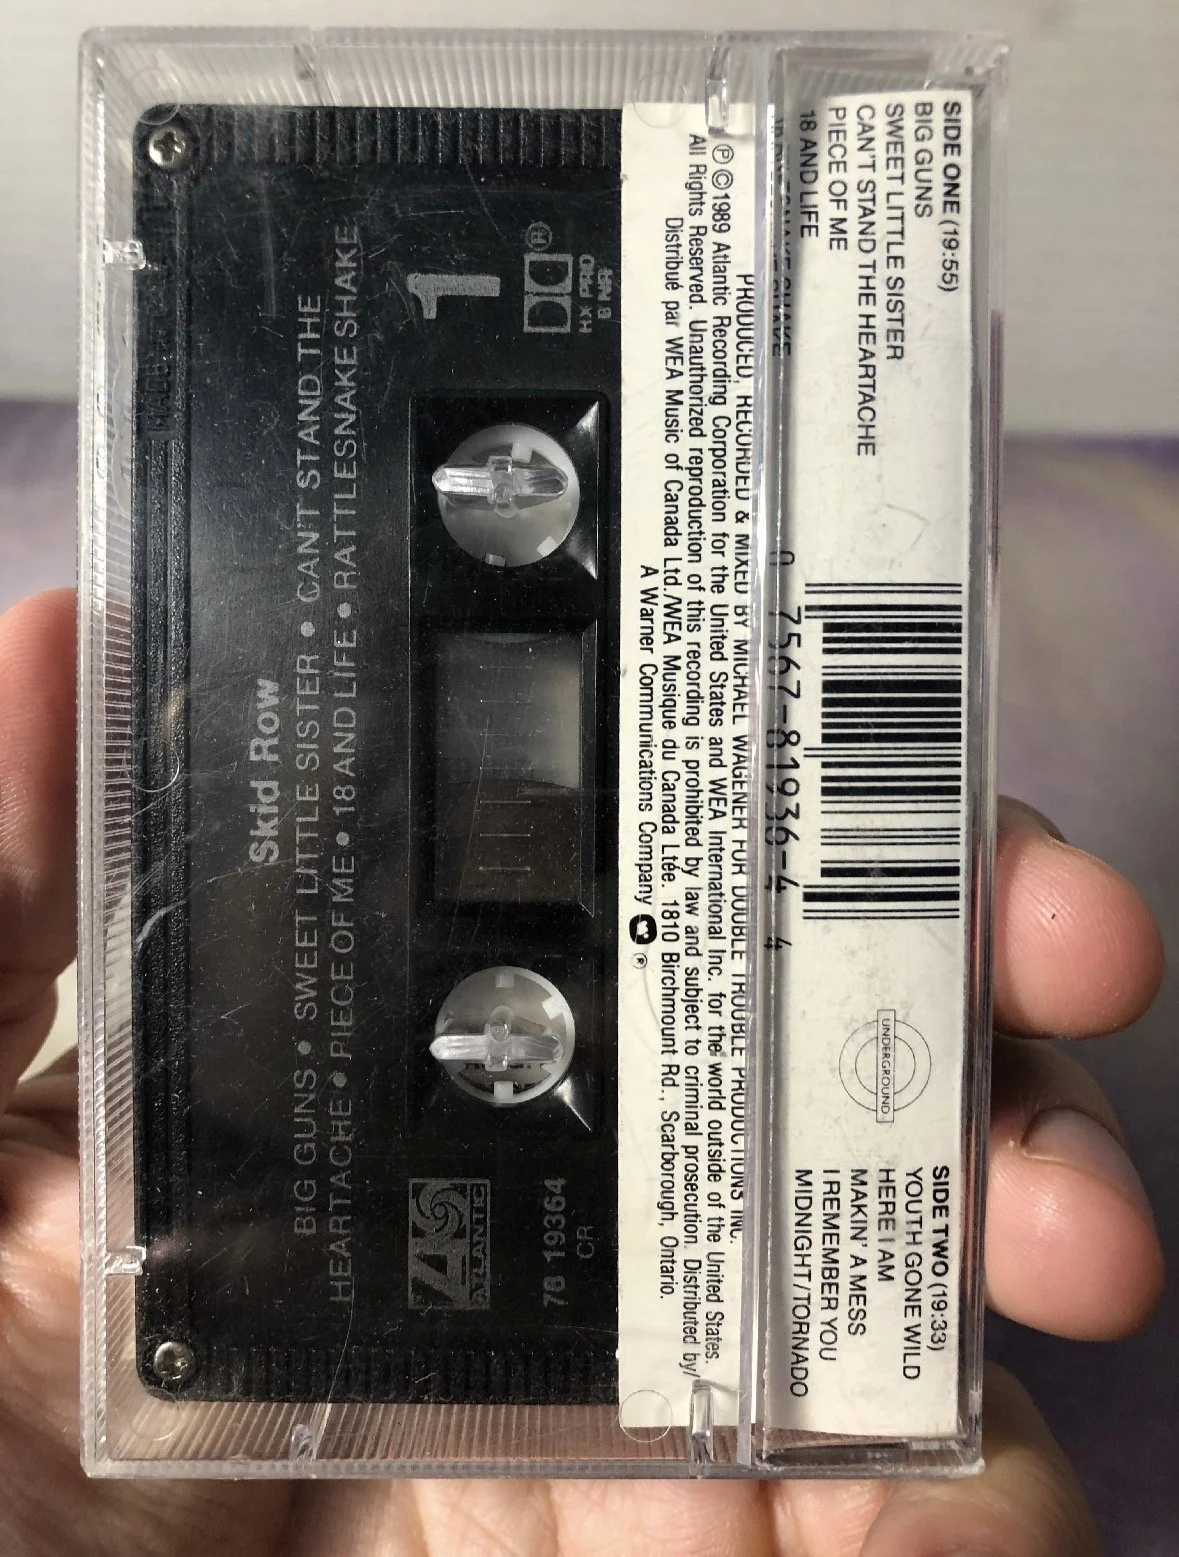 SIDE ONE (19:55)
BIG GUNS
SWEET LITTLE SISTER
CAN'T STAND THE HEARTACHE
PIECE OF ME
18 AND LIFE
7567-81936-4 4
UNDERGROUND
SIDE TWO (19:33)
YOUTH GONE WILD
HERE I AM
MAKIN' A MESS
I REMEMBER YOU
MIDNIGHT/TORNADO
PRODUCED, RECORDED & MIXED BY MICHAEL WAGENER FOR DOUBLE TROUBLE PRODUCTIONS INC.
℗ ©1989 Atlantic Recording Corporation for the United States and WEA International Inc. for the world outside of the United States.
All Rights Reserved. Unauthorized reproduction of this recording is prohibited by law and subject to criminal prosecution. Distributed by/
Distribué par WEA Music of Canada Ltd./WEA Musique du Canada Ltée. 1810 Birchmount Rd., Scarborough, Ontario.
A Warner Communications Company ®
Skid Row
BIG GUNS • SWEET LITTLE SISTER • CAN'T STAND THE
HEARTACHE • PIECE OF ME • 18 AND LIFE • RATTLESNAKE SHAKE
1
HX PRO
ATLANTIC
78 19364
CR